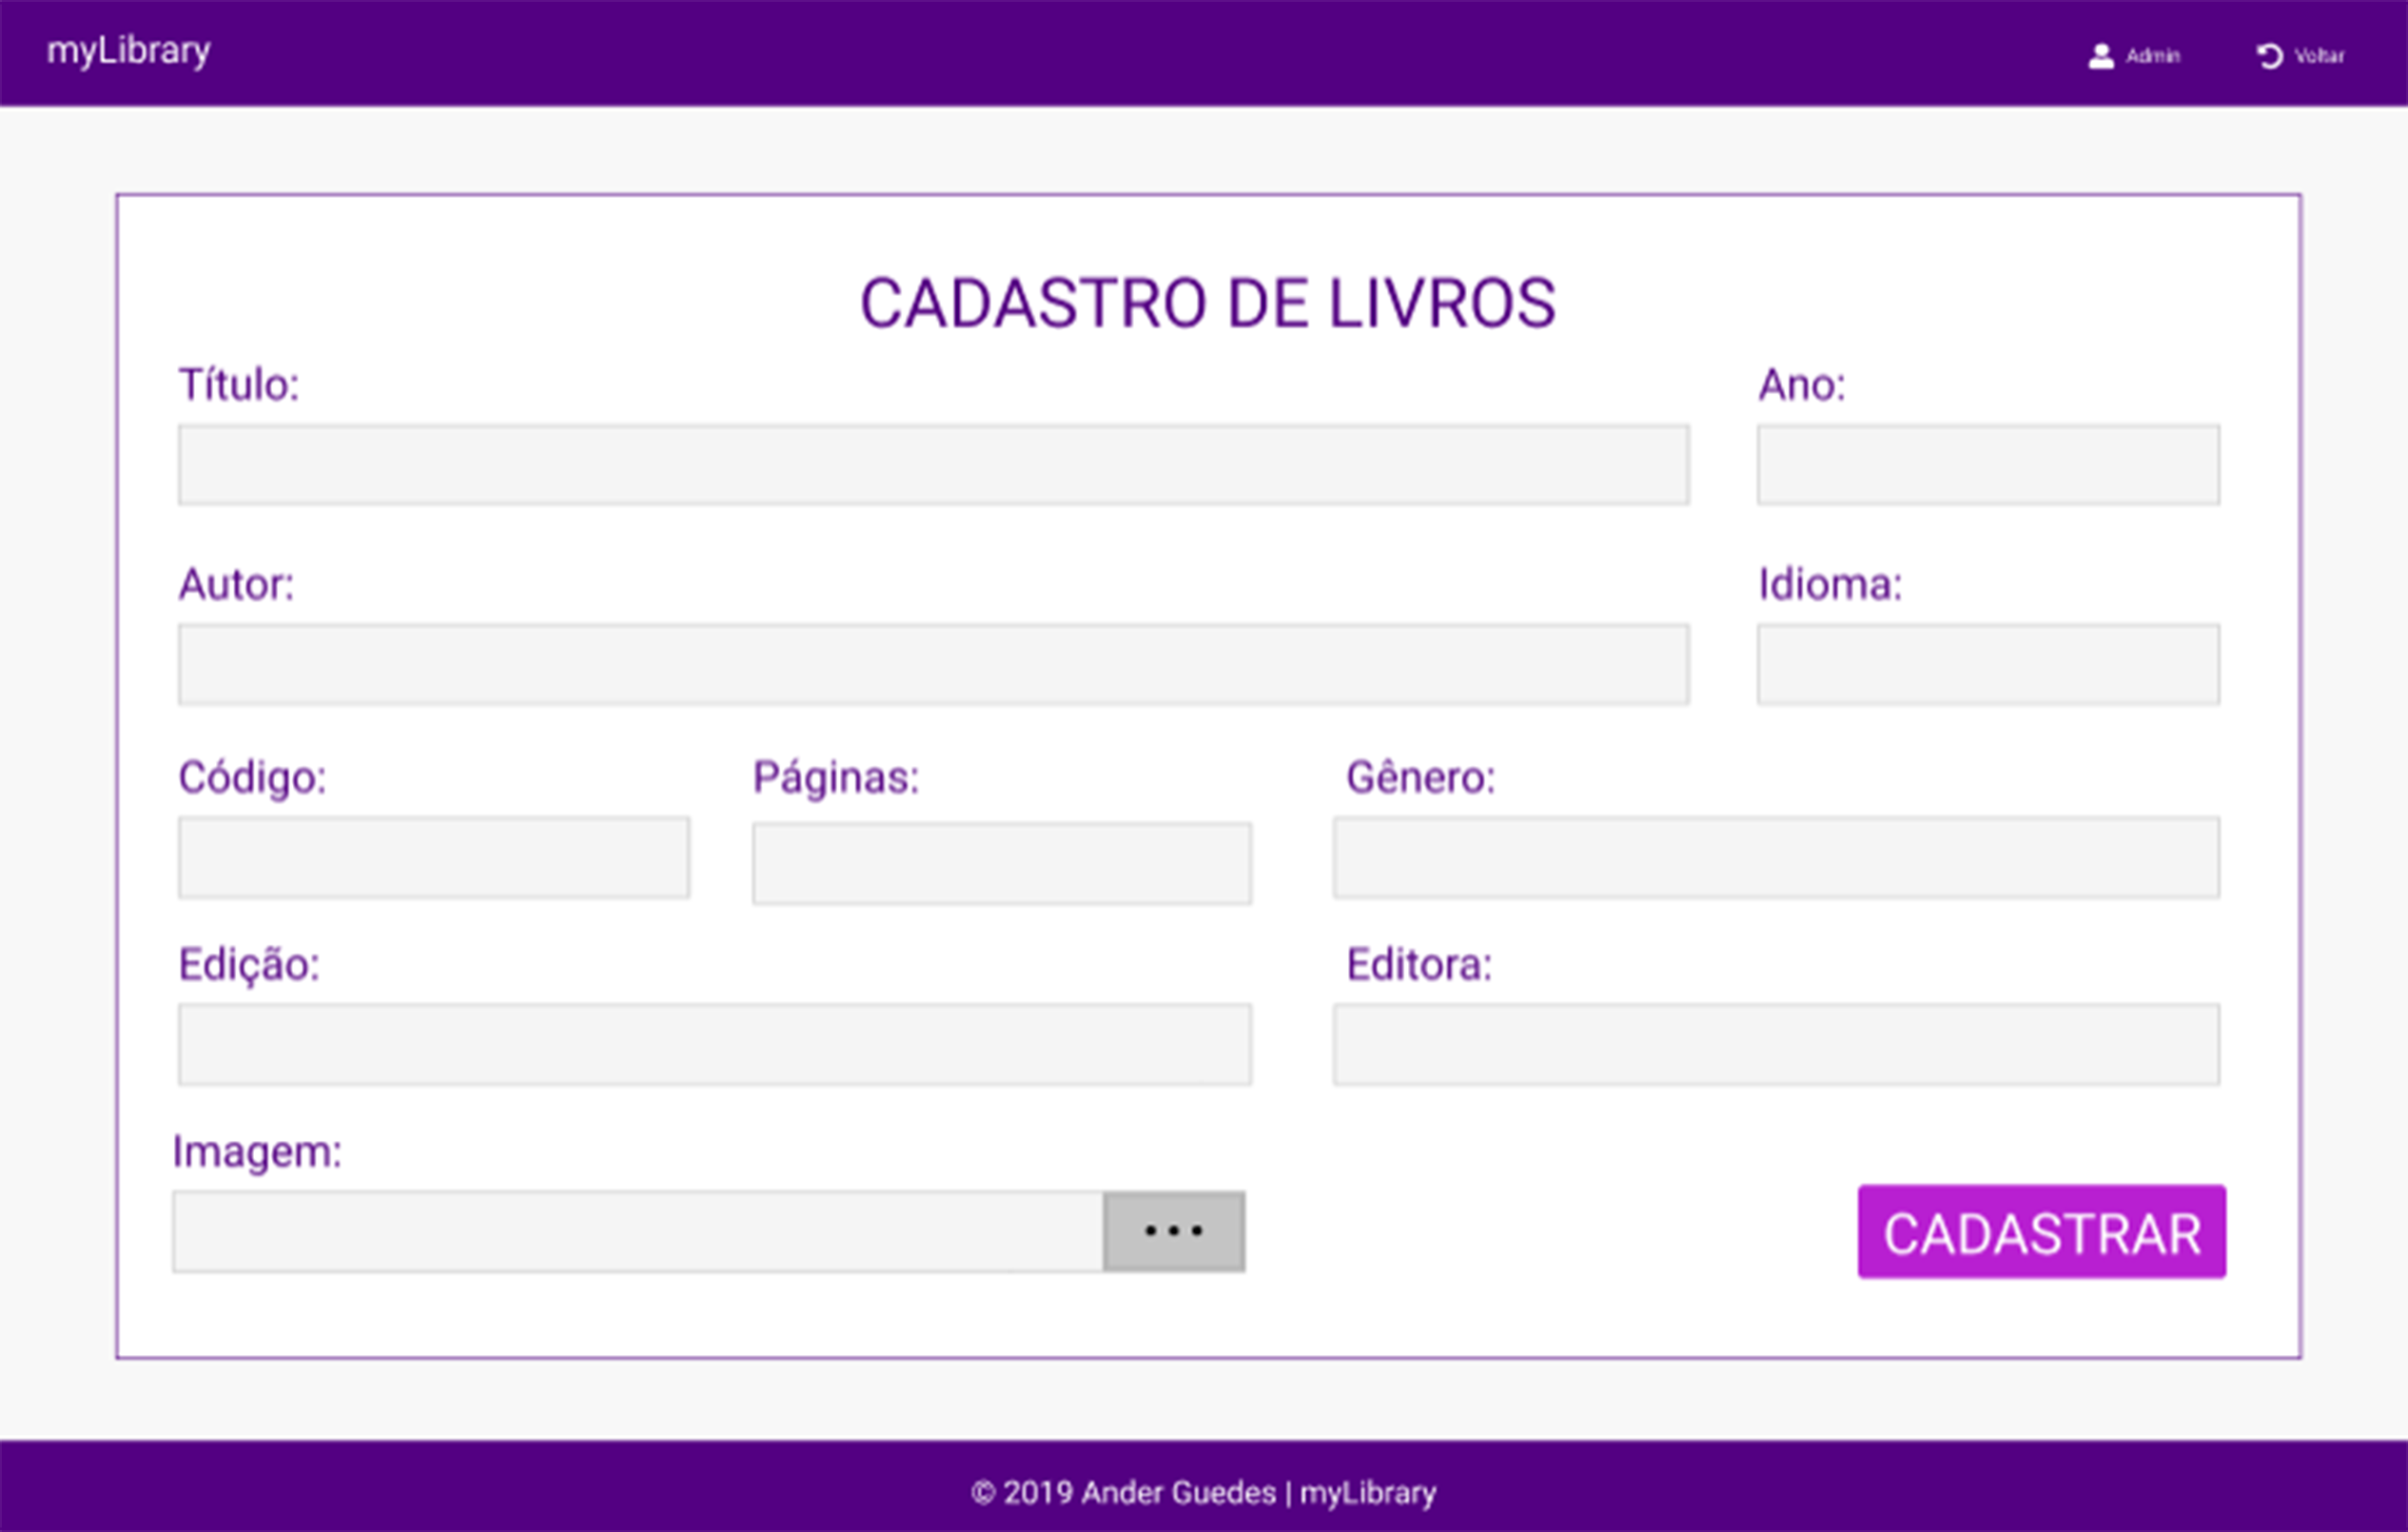 myLibrary
Admin
Voltar
CADASTRO DE LIVROS
Título:
Ano:
Autor:
Idioma:
Código:
Páginas:
Gênero:
Edição:
Editora:
Imagem:
CADASTRAR
© 2019 Ander Guedes | myLibrary